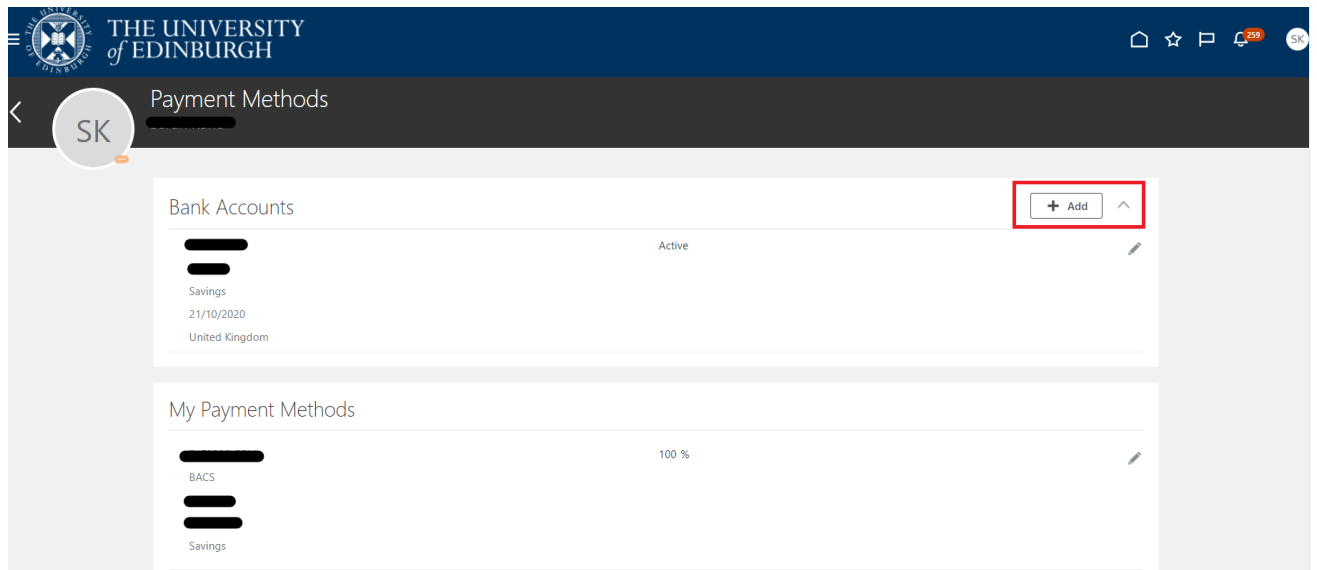 THE UNIVERSITY
of EDINBURGH
259
SK
Payment Methods
SK
Bank Accounts
+ Add
Active
Savings
21/10/2020
United Kingdom
My Payment Methods
100 %
BACS
Savings